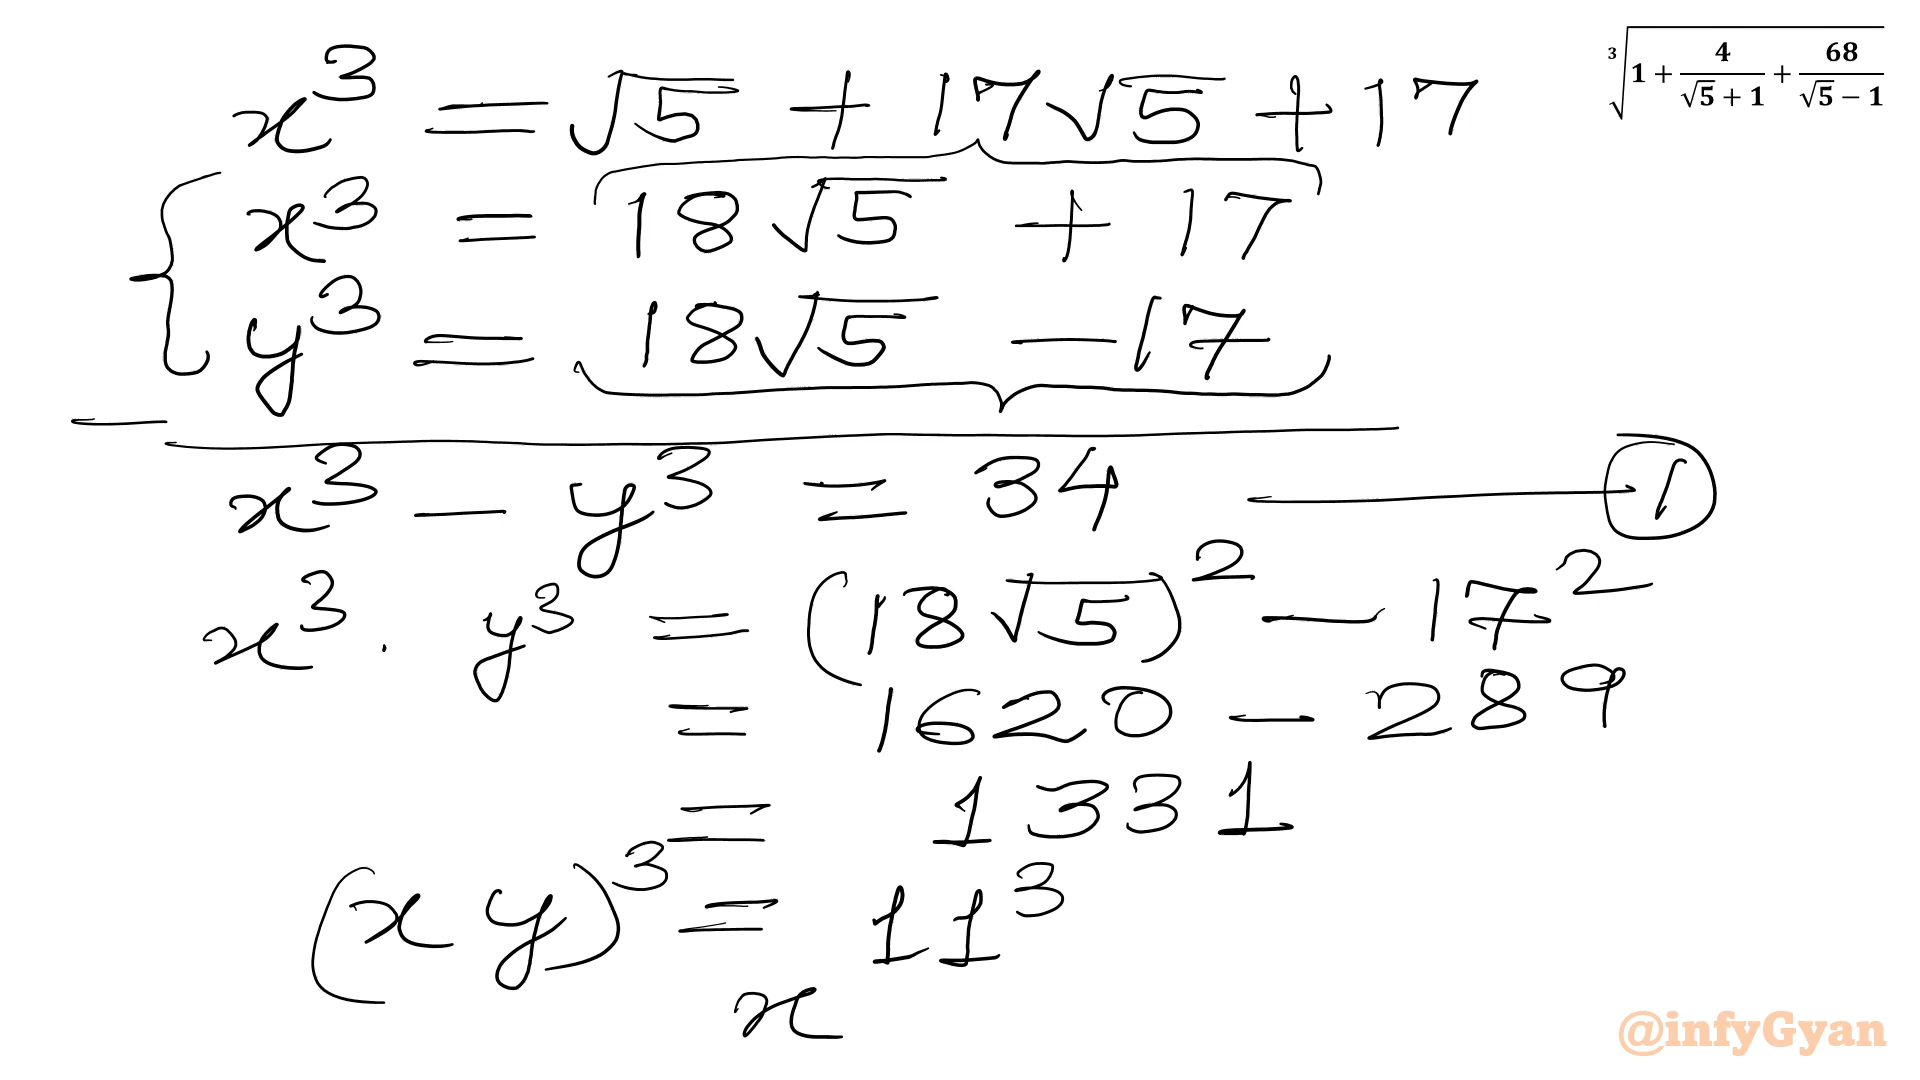 ∛(1 + 4/(√5 + 1) + 68/(√5 − 1))
x³ = √5 + 17√5 + 17
x³ = 18√5 + 17
y³ = 18√5 − 17
x³ − y³ = 34 ⟶ ①
x³ · y³ = (18√5)² − 17²
= 1620 − 289
= 1331
(xy)³ = 11³
x
@infyGyan